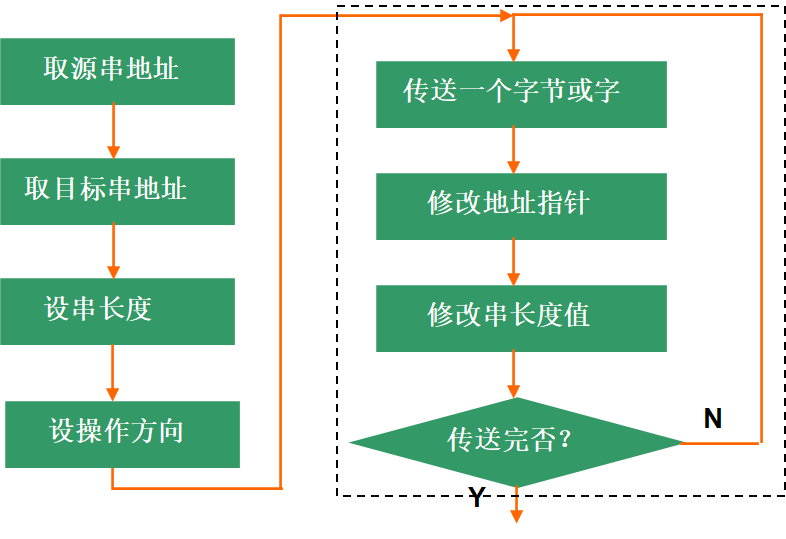 取源串地址
取目标串地址
设串长度
设操作方向
传送一个字节或字
修改地址指针
修改串长度值
传送完否？
N
Y